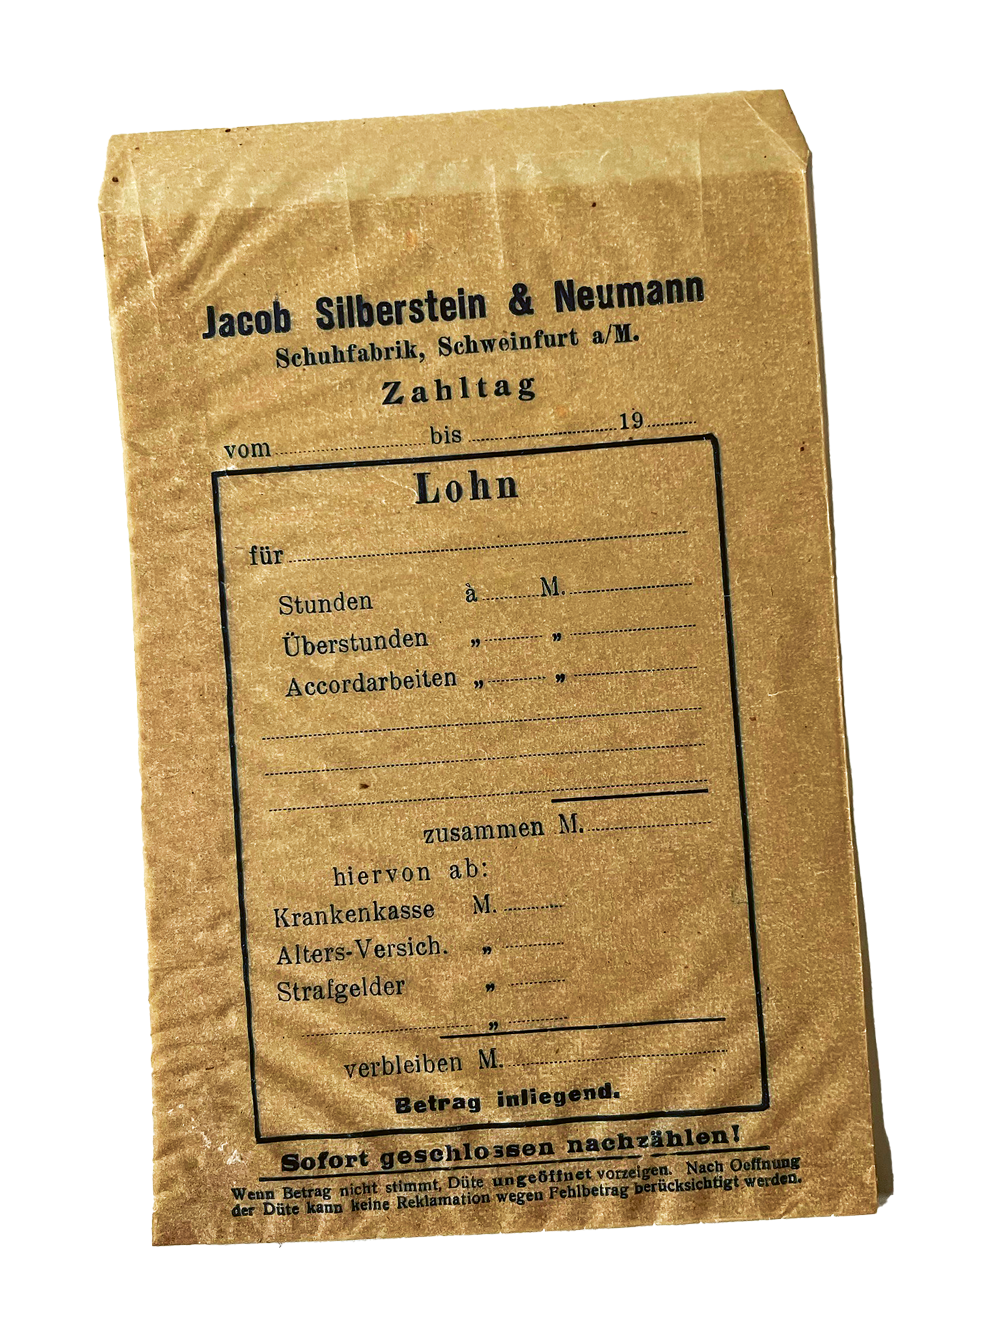 Jacob Silberstein & Neumann
Schuhfabrik, Schweinfurt a/M.
Zahltag
vom ........ bis ........ 19 ....
Lohn
für ........
Stunden à ........ M. ........
Überstunden „ ........ „ ........
Accordarbeiten „ ........ „ ........
zusammen M. ........
hiervon ab:
Krankenkasse M. ........
Alters-Versich. „ ........
Strafgelder „ ........
........ „ ........
verbleiben M. ........
Betrag inliegend.
Sofort geschlossen nachzählen!
Wenn Betrag nicht stimmt, Düte ungeöffnet vorzeigen. Nach Oeffnung
der Düte kann keine Reklamation wegen Fehlbetrag berücksichtigt werden.